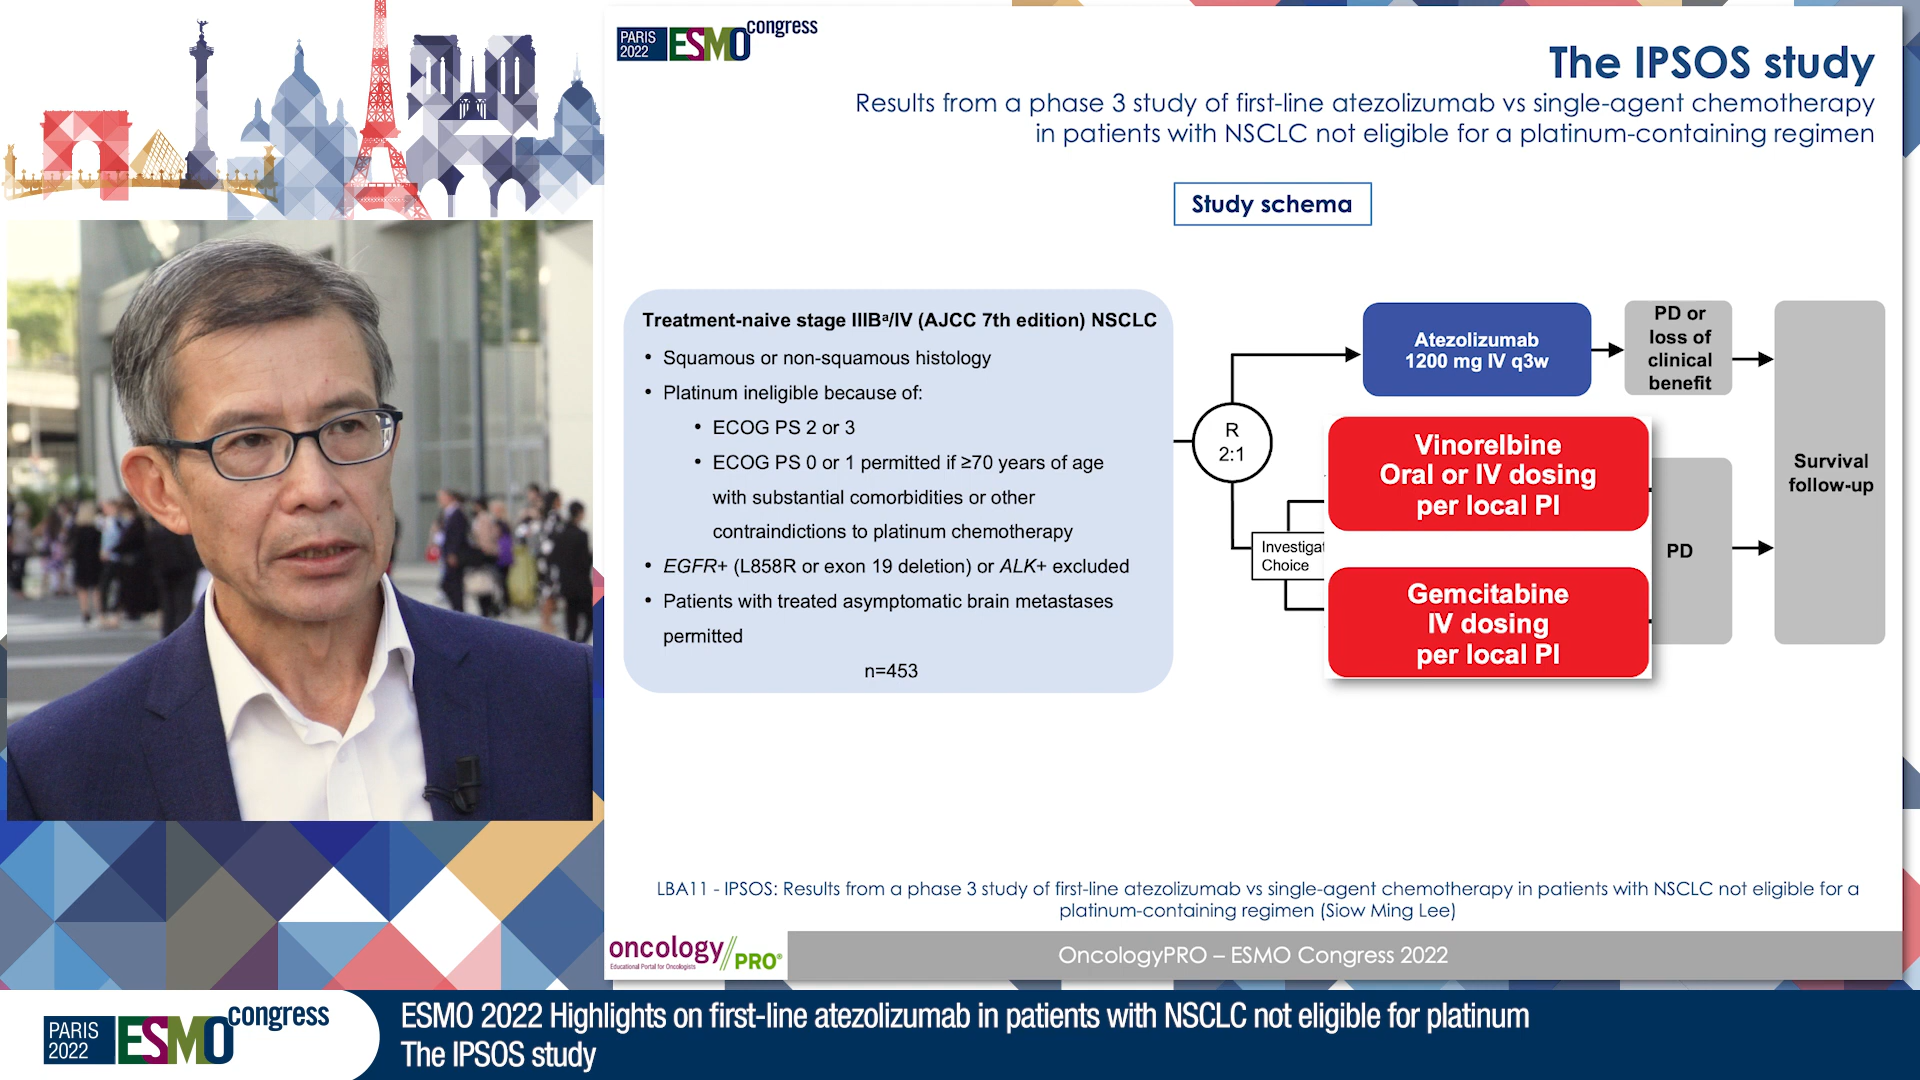 PARIS
2022
ESMO
congress
The IPSOS study
Results from a phase 3 study of first-line atezolizumab vs single-agent chemotherapy
in patients with NSCLC not eligible for a platinum-containing regimen
Study schema
Treatment-naive stage IIIBᵃ/IV (AJCC 7th edition) NSCLC
• Squamous or non-squamous histology
• Platinum ineligible because of:
• ECOG PS 2 or 3
• ECOG PS 0 or 1 permitted if ≥70 years of age
with substantial comorbidities or other
contraindictions to platinum chemotherapy
• EGFR+ (L858R or exon 19 deletion) or ALK+ excluded
• Patients with treated asymptomatic brain metastases
permitted
n=453
R
2:1
Atezolizumab
1200 mg IV q3w
PD or
loss of
clinical
benefit
Investigat
Choice
Vinorelbine
Oral or IV dosing
per local PI
Gemcitabine
IV dosing
per local PI
PD
Survival
follow-up
LBA11 - IPSOS: Results from a phase 3 study of first-line atezolizumab vs single-agent chemotherapy in patients with NSCLC not eligible for a
platinum-containing regimen (Siow Ming Lee)
oncology//PRO®
Educational Portal for Oncologists
OncologyPRO – ESMO Congress 2022
PARIS
2022
ESMO
congress
ESMO 2022 Highlights on first-line atezolizumab in patients with NSCLC not eligible for platinum
The IPSOS study